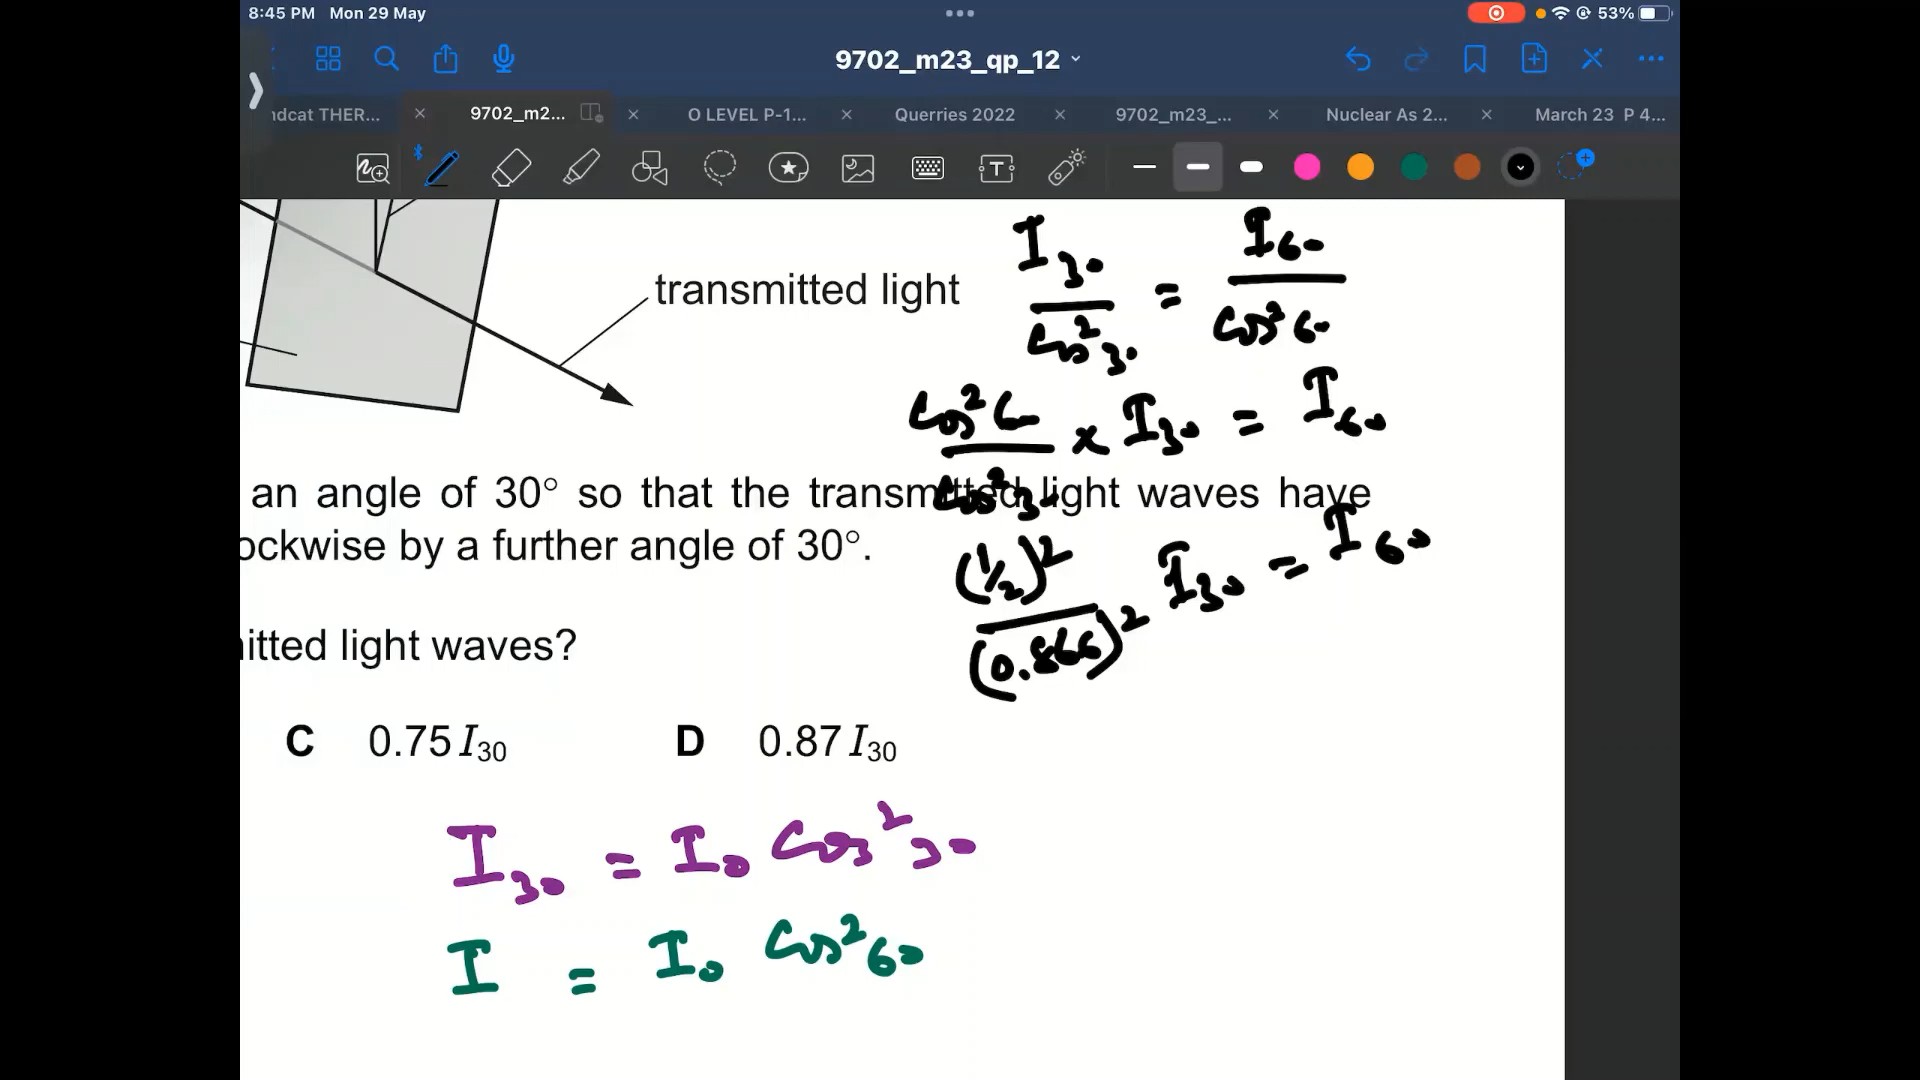 8:45 PM Mon 29 May
53%
9702_m23_qp_12
ndcat THER...
9702_m2...
O LEVEL P-1...
Querries 2022
9702_m23_...
Nuclear As 2...
March 23 P 4...
transmitted light
I30 / Cos²30 = I60 / Cos²60
Cos²60 / Cos²30 × I30 = I60
an angle of 30° so that the transmitted light waves have
ockwise by a further angle of 30°.
(1/2)² / (0.866)² I30 = I60
itted light waves?
C 0.75 I30 D 0.87 I30
I30 = I0 Cos²30
I = I0 Cos²60